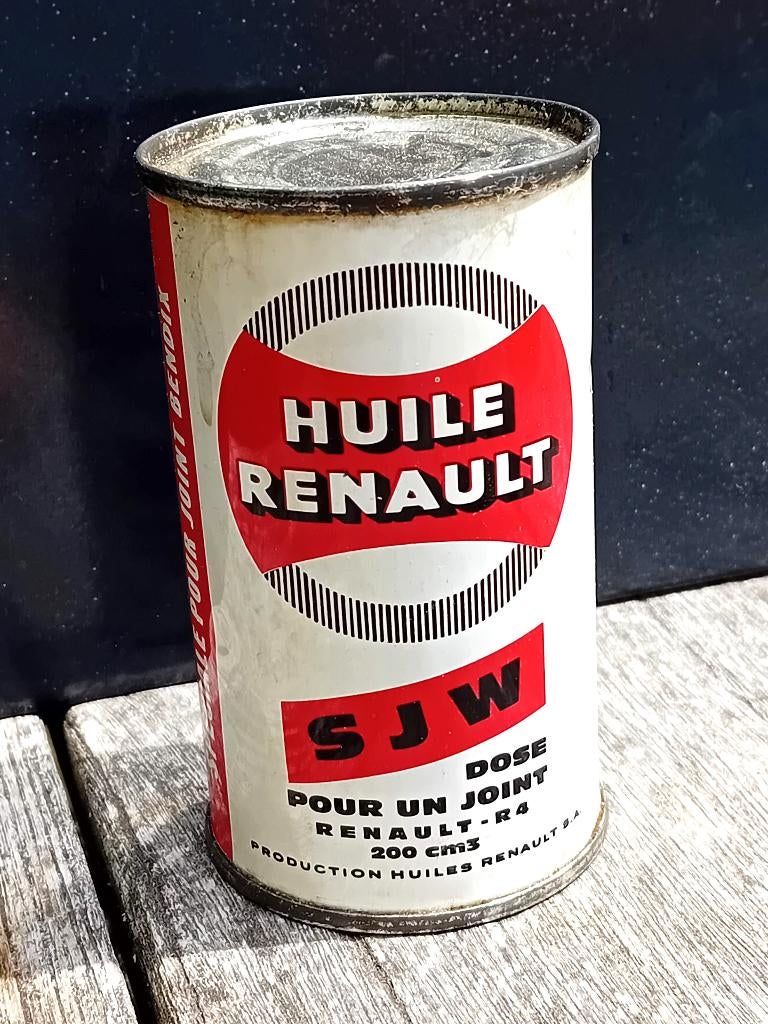 HUILE
RENAULT
SJW
DOSE
POUR UN JOINT
RENAULT-R4
200 cm3
PRODUCTION HUILES RENAULT S.A.
POUR JOINT BENDIX